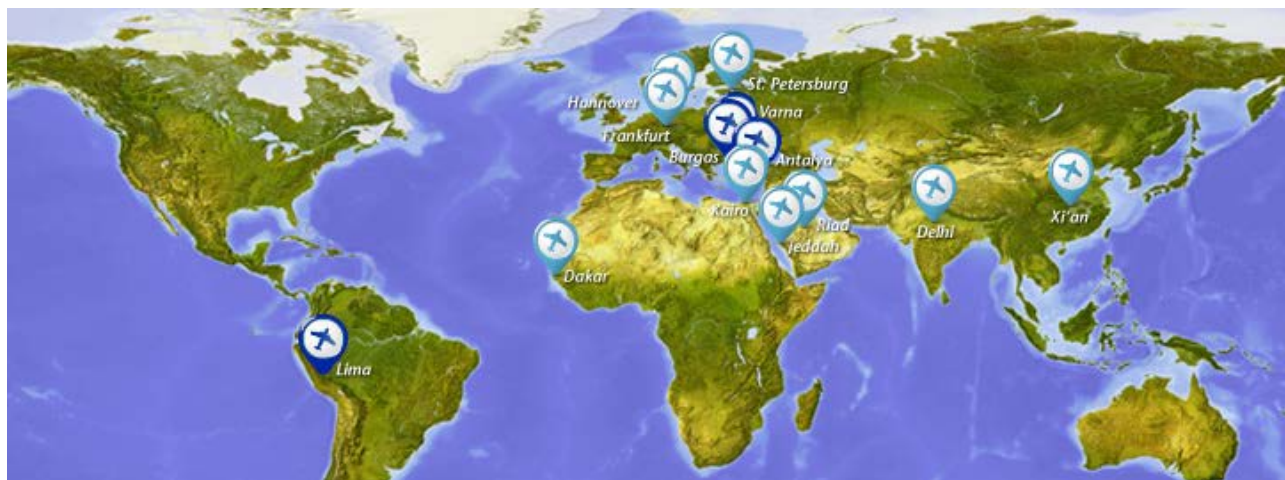 St. Petersburg
Hannover
Varna
Frankfurt
Burgas
Antalya
Kairo
Riad
Jeddah
Delhi
Xi'an
Dakar
Lima